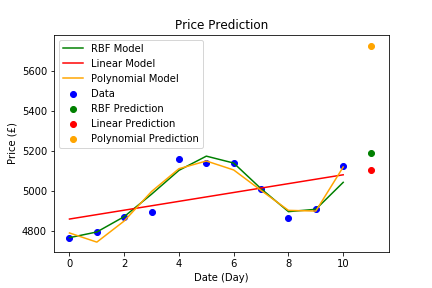 Price Prediction
RBF Model
Linear Model
Polynomial Model
Data
RBF Prediction
Linear Prediction
Polynomial Prediction
Price (£)
5600
5400
5200
5000
4800
0 2 4 6 8 10
Date (Day)